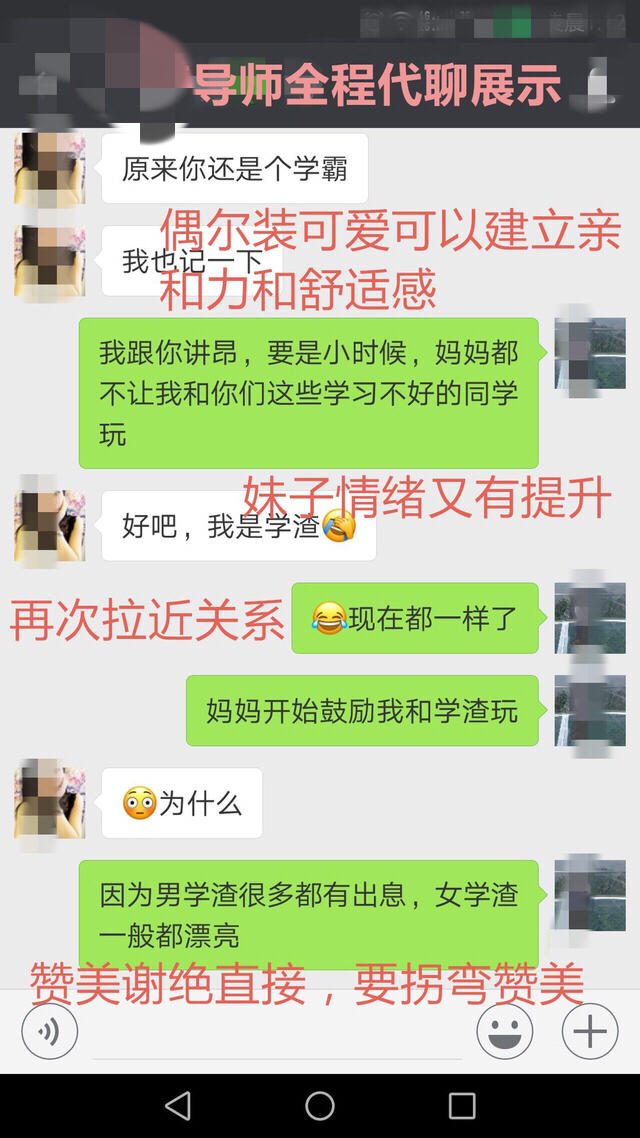 导师全程代聊展示
原来你还是个学霸
偶尔装可爱可以建立亲
我也记一下
和力和舒适感
我跟你讲昂，要是小时候，妈妈都
不让我和你们这些学习不好的同学
玩
妹子情绪又有提升
好吧，我是学渣🤦
再次拉近关系
😂现在都一样了
妈妈开始鼓励我和学渣玩
😳为什么
因为男学渣很多都有出息，女学渣
一般都漂亮
赞美谢绝直接，要拐弯赞美